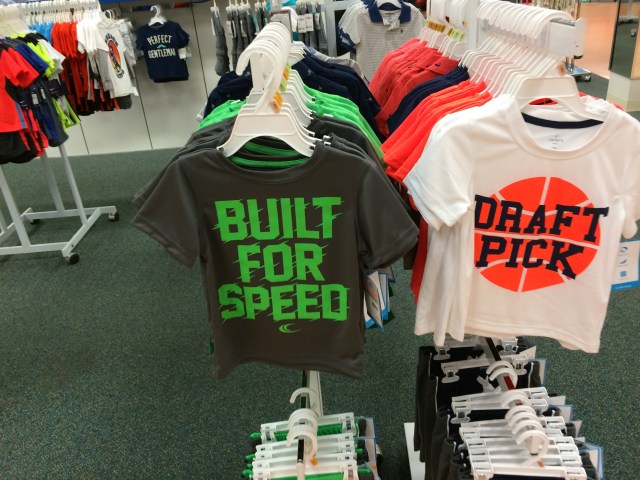 PERFECT
GENTLEMAN
BUILT
FOR
SPEED
DRAFT
PICK